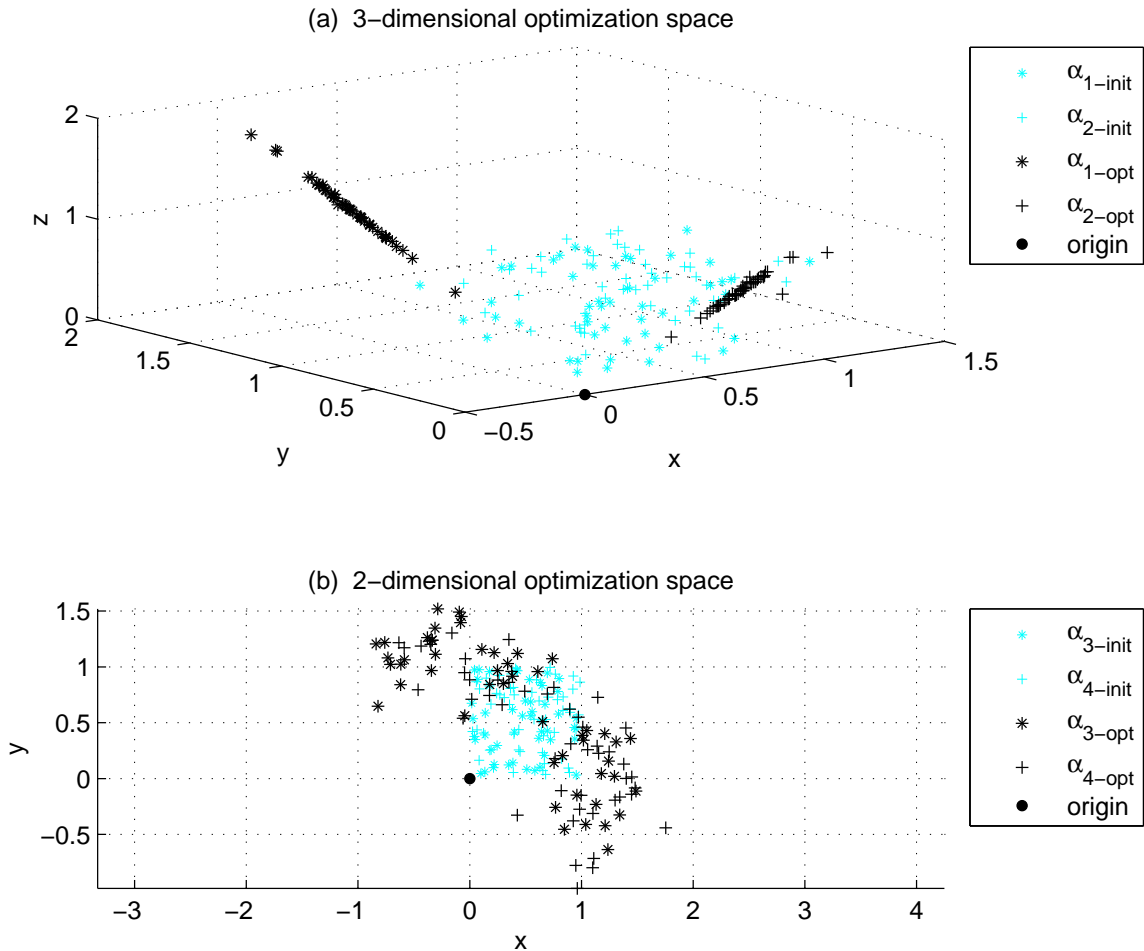 (a) 3−dimensional optimization space
α1−init
α2−init
α1−opt
α2−opt
origin
2
1
0
z
2
1.5
1
0.5
0
y
−0.5
0
0.5
1
1.5
x
(b) 2−dimensional optimization space
α3−init
α4−init
α3−opt
α4−opt
origin
1.5
1
0.5
0
−0.5
y
−3
−2
−1
0
1
2
3
4
x